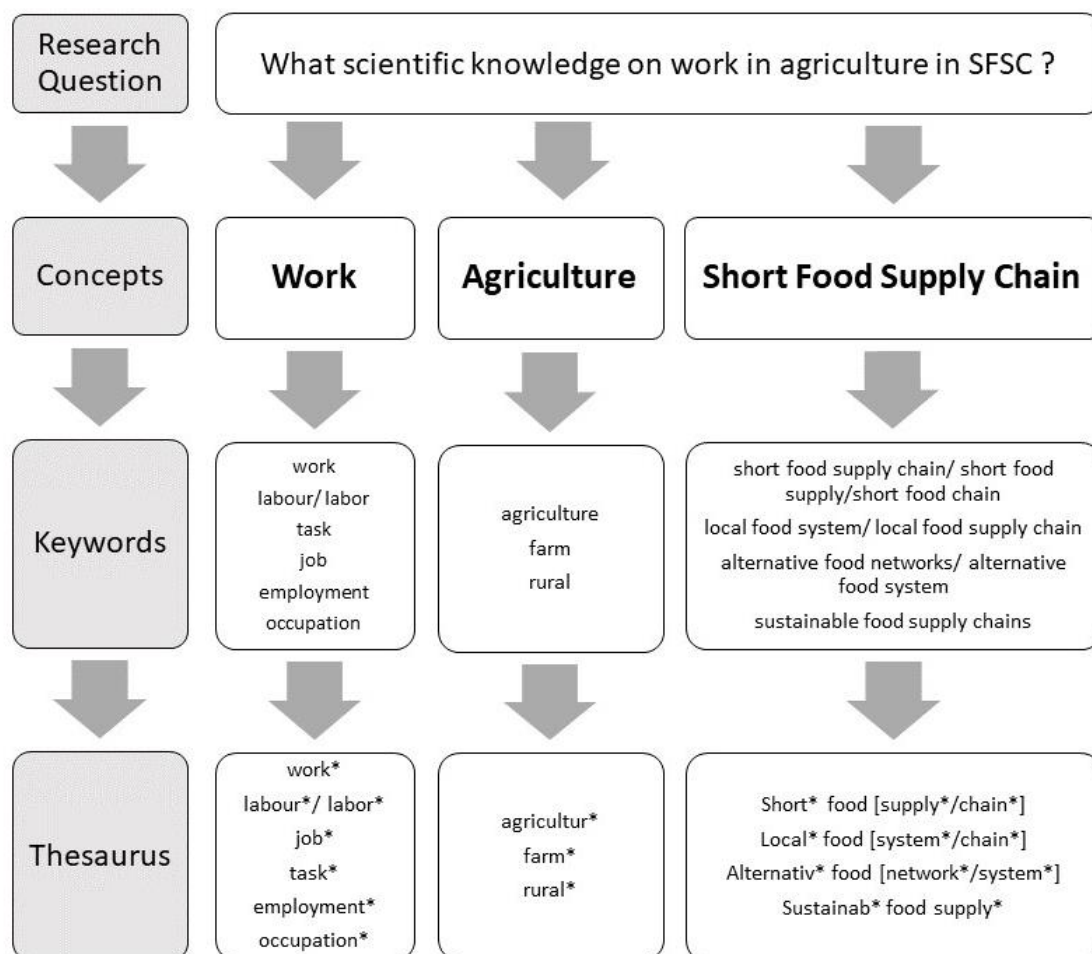 Research
Question
What scientific knowledge on work in agriculture in SFSC ?
Concepts
Work
Agriculture
Short Food Supply Chain
Keywords
work
labour/ labor
task
job
employment
occupation
agriculture
farm
rural
short food supply chain/ short food
supply/short food chain
local food system/ local food supply chain
alternative food networks/ alternative
food system
sustainable food supply chains
Thesaurus
work*
labour*/ labor*
job*
task*
employment*
occupation*
agricultur*
farm*
rural*
Short* food [supply*/chain*]
Local* food [system*/chain*]
Alternativ* food [network*/system*]
Sustainab* food supply*